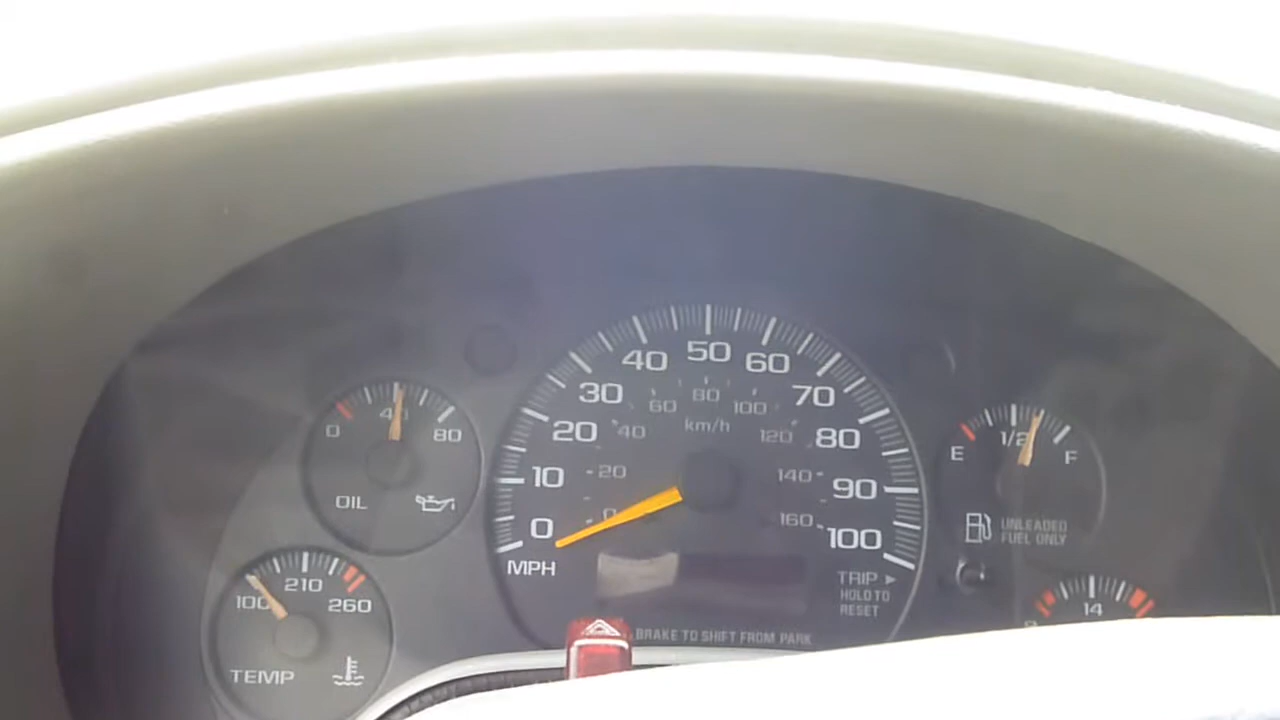 50
40
60
30
70
80
60
100
km/h
20
40
120
80
0
80
10
20
140
90
0
160
100
MPH
OIL
E
1/2
F
UNLEADED
FUEL ONLY
TRIP
HOLD TO
RESET
210
100
260
TEMP
14
BRAKE TO SHIFT FROM PARK